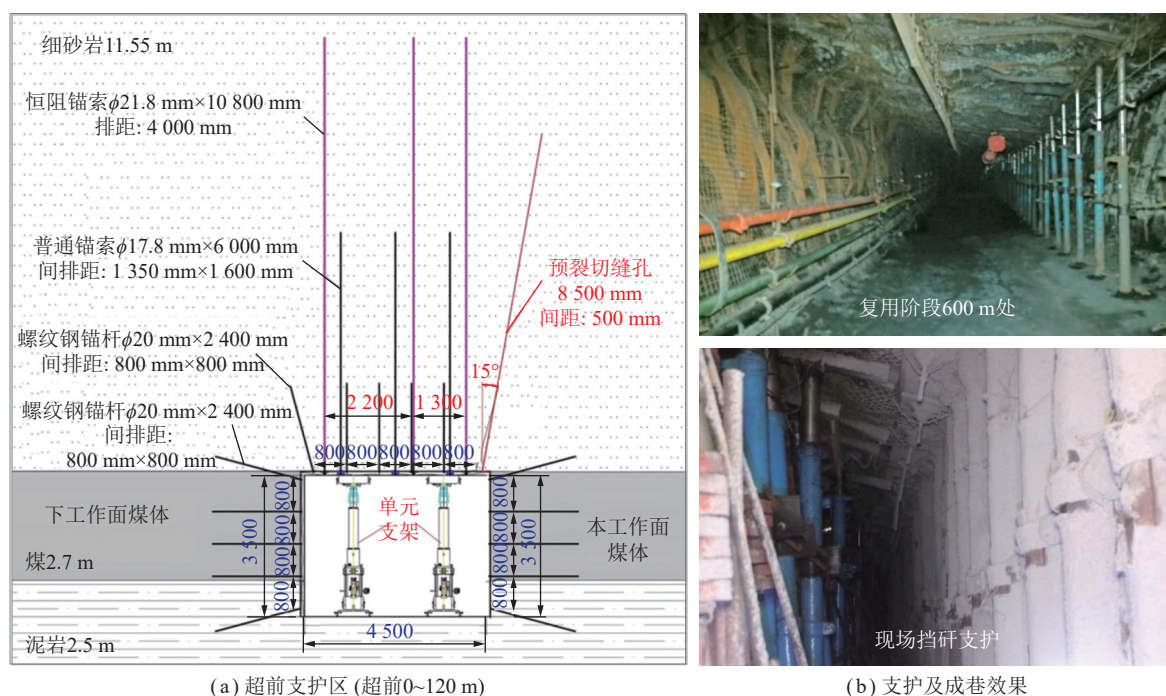 细砂岩11.55 m
恒阻锚索ϕ21.8 mm×10 800 mm
排距: 4 000 mm
普通锚索ϕ17.8 mm×6 000 mm
间排距: 1 350 mm×1 600 mm
预裂切缝孔
8 500 mm
间距: 500 mm
螺纹钢锚杆ϕ20 mm×2 400 mm
间排距: 800 mm×800 mm
15°
2 200
1 300
螺纹钢锚杆ϕ20 mm×2 400 mm
间排距:
800 mm×800 mm
800
800
800
800
800
下工作面煤体
煤2.7 m
泥岩2.5 m
3 500
800
800
800
800
单元
支架
800
800
800
800
3 500
本工作面
煤体
4 500
(a) 超前支护区 (超前0~120 m)
复用阶段600 m处
现场挡矸支护
(b) 支护及成巷效果